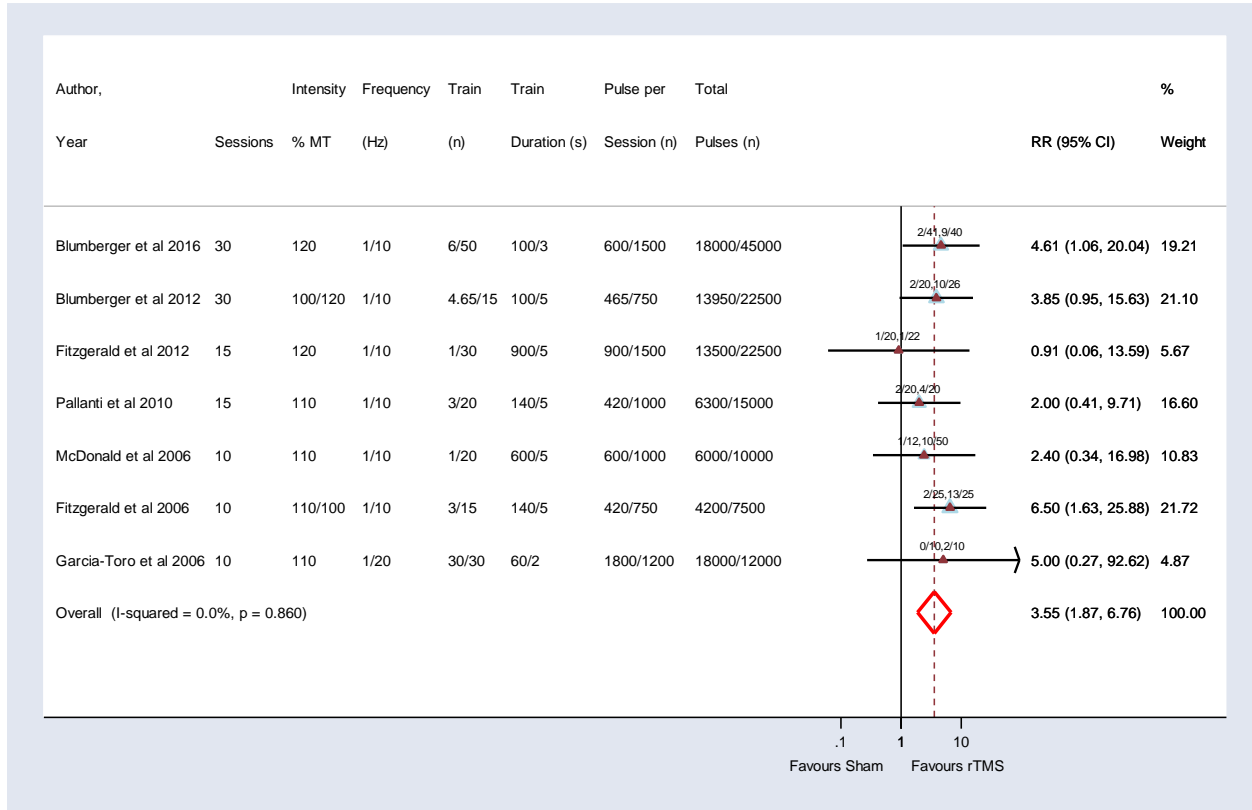 Author, Intensity Frequency Train Train Pulse per Total %
Year Sessions % MT (Hz) (n) Duration (s) Session (n) Pulses (n) RR (95% CI) Weight
2/41,9/40
Blumberger et al 2016 30 120 1/10 6/50 100/3 600/1500 18000/45000 4.61 (1.06, 20.04) 19.21
2/20,10/26
Blumberger et al 2012 30 100/120 1/10 4.65/15 100/5 465/750 13950/22500 3.85 (0.95, 15.63) 21.10
1/20,1/22
Fitzgerald et al 2012 15 120 1/10 1/30 900/5 900/1500 13500/22500 0.91 (0.06, 13.59) 5.67
2/20,4/20
Pallanti et al 2010 15 110 1/10 3/20 140/5 420/1000 6300/15000 2.00 (0.41, 9.71) 16.60
1/12,10/50
McDonald et al 2006 10 110 1/10 1/20 600/5 600/1000 6000/10000 2.40 (0.34, 16.98) 10.83
2/25,13/25
Fitzgerald et al 2006 10 110/100 1/10 3/15 140/5 420/750 4200/7500 6.50 (1.63, 25.88) 21.72
0/10,2/10
Garcia-Toro et al 2006 10 110 1/20 30/30 60/2 1800/1200 18000/12000 5.00 (0.27, 92.62) 4.87
Overall (I-squared = 0.0%, p = 0.860) 3.55 (1.87, 6.76) 100.00
.1 1 10
Favours Sham Favours rTMS